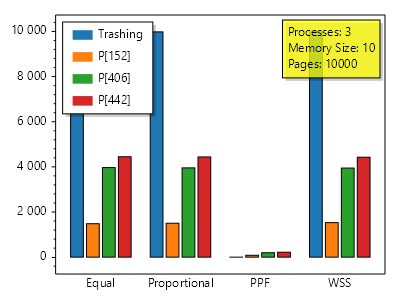 10 000
8 000
6 000
4 000
2 000
0
Trashing
P[152]
P[406]
P[442]
Processes: 3
Memory Size: 10
Pages: 10000
Equal
Proportional
PPF
WSS